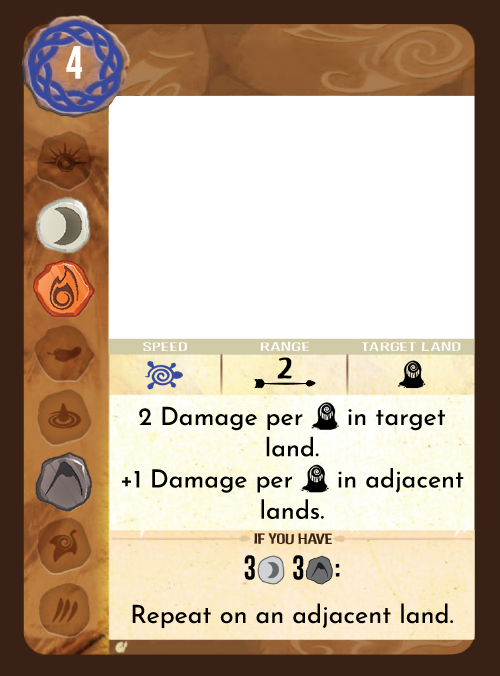 4
SPEED RANGE TARGET LAND
2
2 Damage per in target
land.
+1 Damage per in adjacent
lands.
IF YOU HAVE
3 3 :
Repeat on an adjacent land.